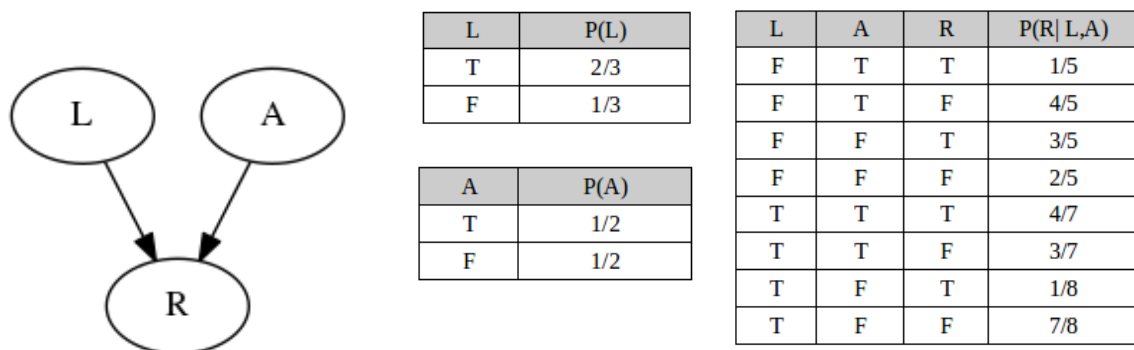 L A
R
L P(L)
T 2/3
F 1/3
A P(A)
T 1/2
F 1/2
L A R P(R| L,A)
F T T 1/5
F T F 4/5
F F T 3/5
F F F 2/5
T T T 4/7
T T F 3/7
T F T 1/8
T F F 7/8